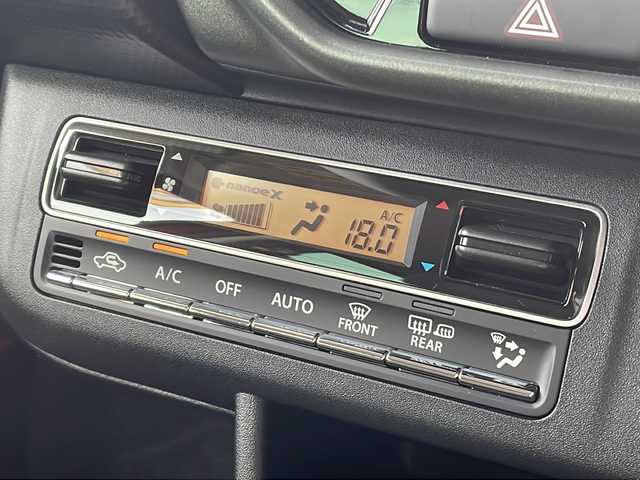 nanoeX
A/C
18.0
A/C
OFF
AUTO
FRONT
REAR